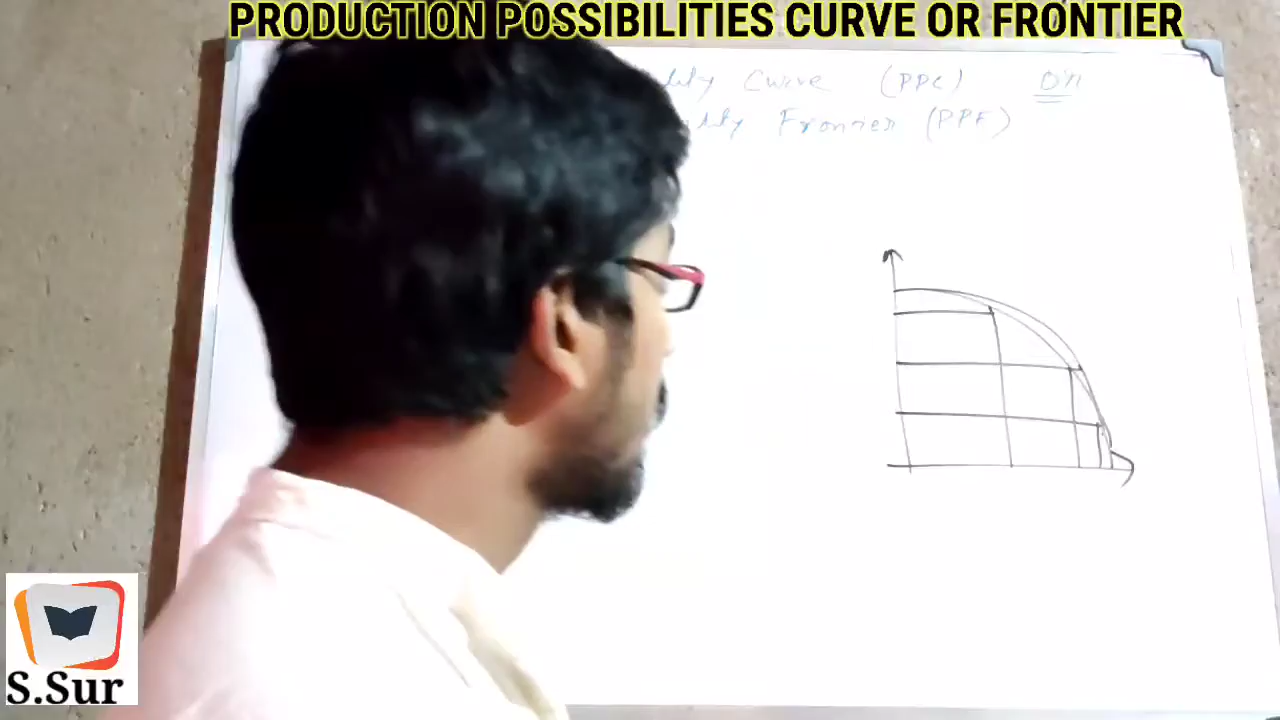 PRODUCTION POSSIBILITIES CURVE OR FRONTIER
Curve (PPC)
Frontier (PPF)
S.Sur